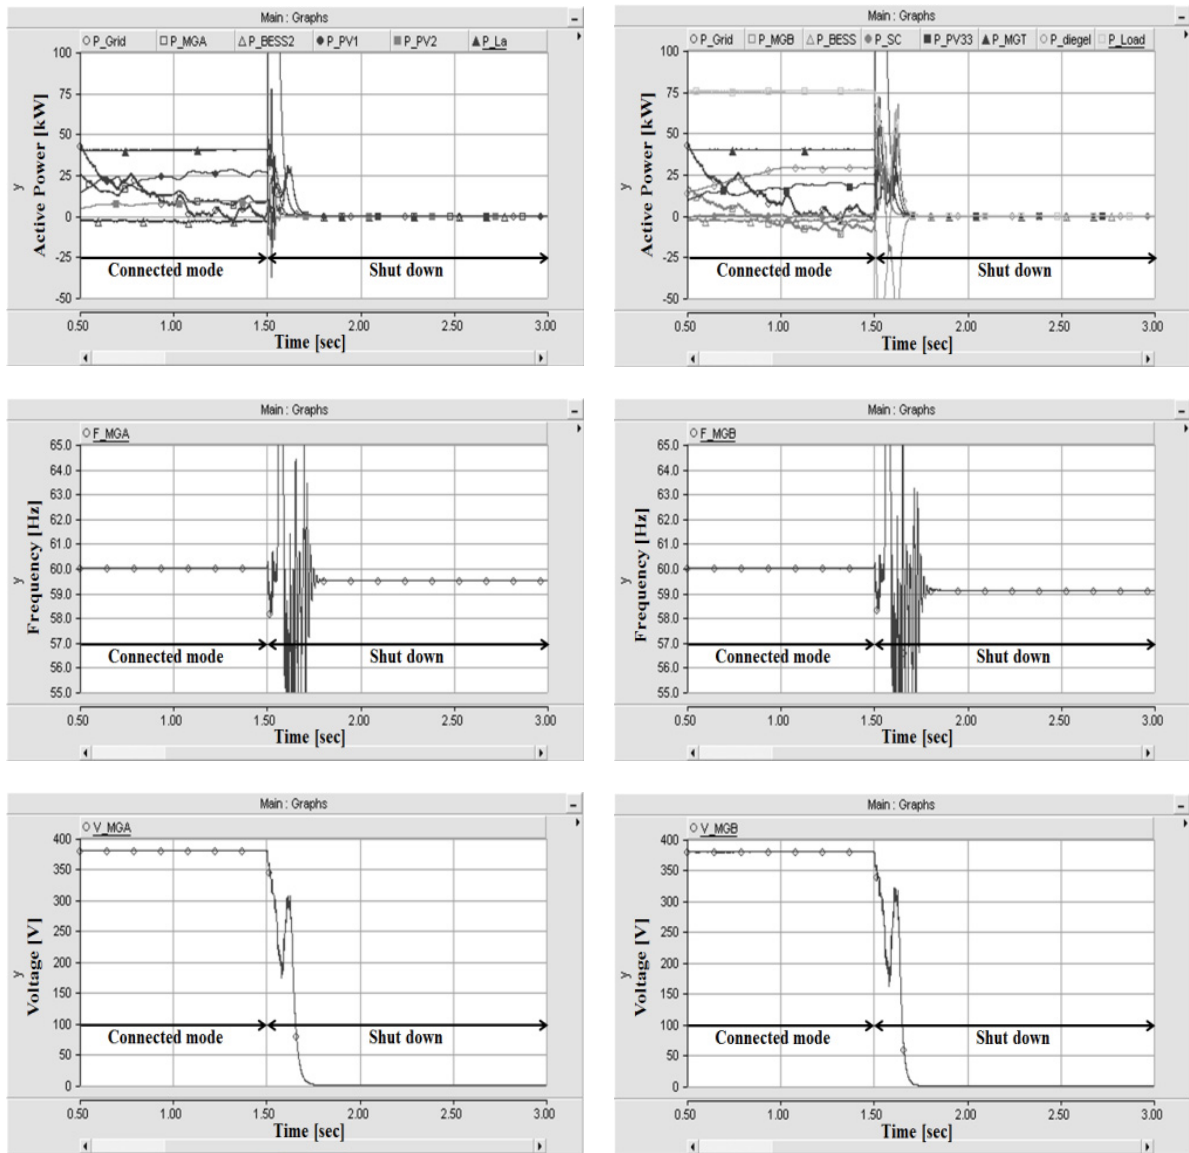 Main : Graphs
P_Grid P_MGA P_BESS2 P_PV1 P_PV2 P_La
y
Active Power [kW]
100
75
50
25
0
-25
-50
Connected mode Shut down
0.50 1.00 1.50 2.00 2.50 3.00
Time [sec]
Main : Graphs
P_Grid P_MGB P_BESS P_SC P_PV33 P_MGT P_diegel P_Load
y
Active Power [kW]
100
75
50
25
0
-25
-50
Connected mode Shut down
0.50 1.00 1.50 2.00 2.50 3.00
Time [sec]
Main : Graphs
F_MGA
y
Frequency [Hz]
65.0
64.0
63.0
62.0
61.0
60.0
59.0
58.0
57.0
56.0
55.0
Connected mode Shut down
0.50 1.00 1.50 2.00 2.50 3.00
Time [sec]
Main : Graphs
F_MGB
y
Frequency [Hz]
65.0
64.0
63.0
62.0
61.0
60.0
59.0
58.0
57.0
56.0
55.0
Connected mode Shut down
0.50 1.00 1.50 2.00 2.50 3.00
Time [sec]
Main : Graphs
V_MGA
y
Voltage [V]
400
350
300
250
200
150
100
50
0
Connected mode Shut down
0.50 1.00 1.50 2.00 2.50 3.00
Time [sec]
Main : Graphs
V_MGB
y
Voltage [V]
400
350
300
250
200
150
100
50
0
Connected mode Shut down
0.50 1.00 1.50 2.00 2.50 3.00
Time [sec]